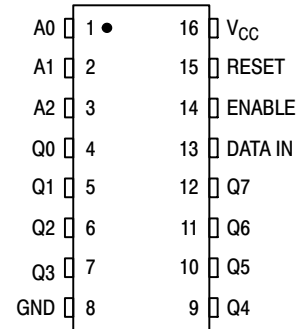 A0 1 16 VCC
A1 2 15 RESET
A2 3 14 ENABLE
Q0 4 13 DATA IN
Q1 5 12 Q7
Q2 6 11 Q6
Q3 7 10 Q5
GND 8 9 Q4